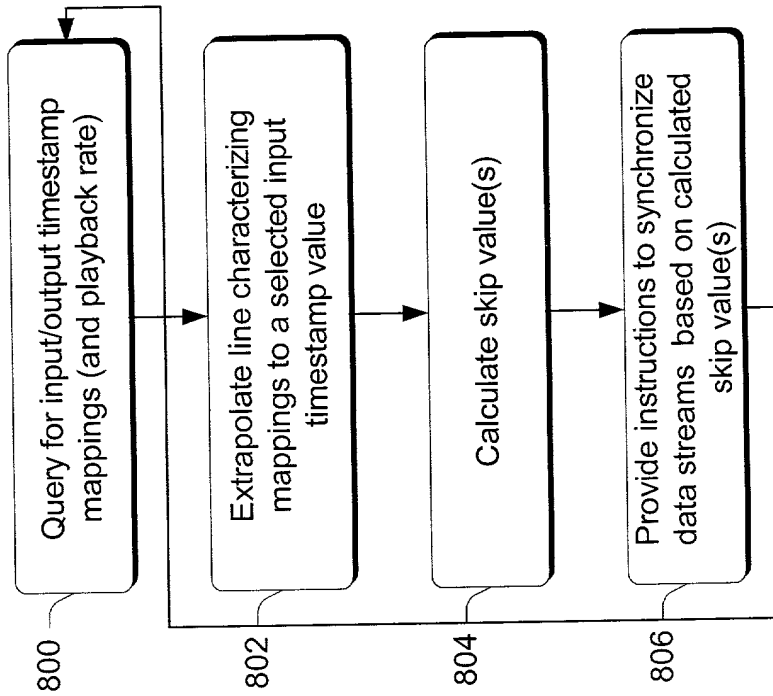 800
Query for input/output timestamp
mappings (and playback rate)
802
Extrapolate line characterizing
mappings to a selected input
timestamp value
804
Calculate skip value(s)
806
Provide instructions to synchronize
data streams based on calculated
skip value(s)